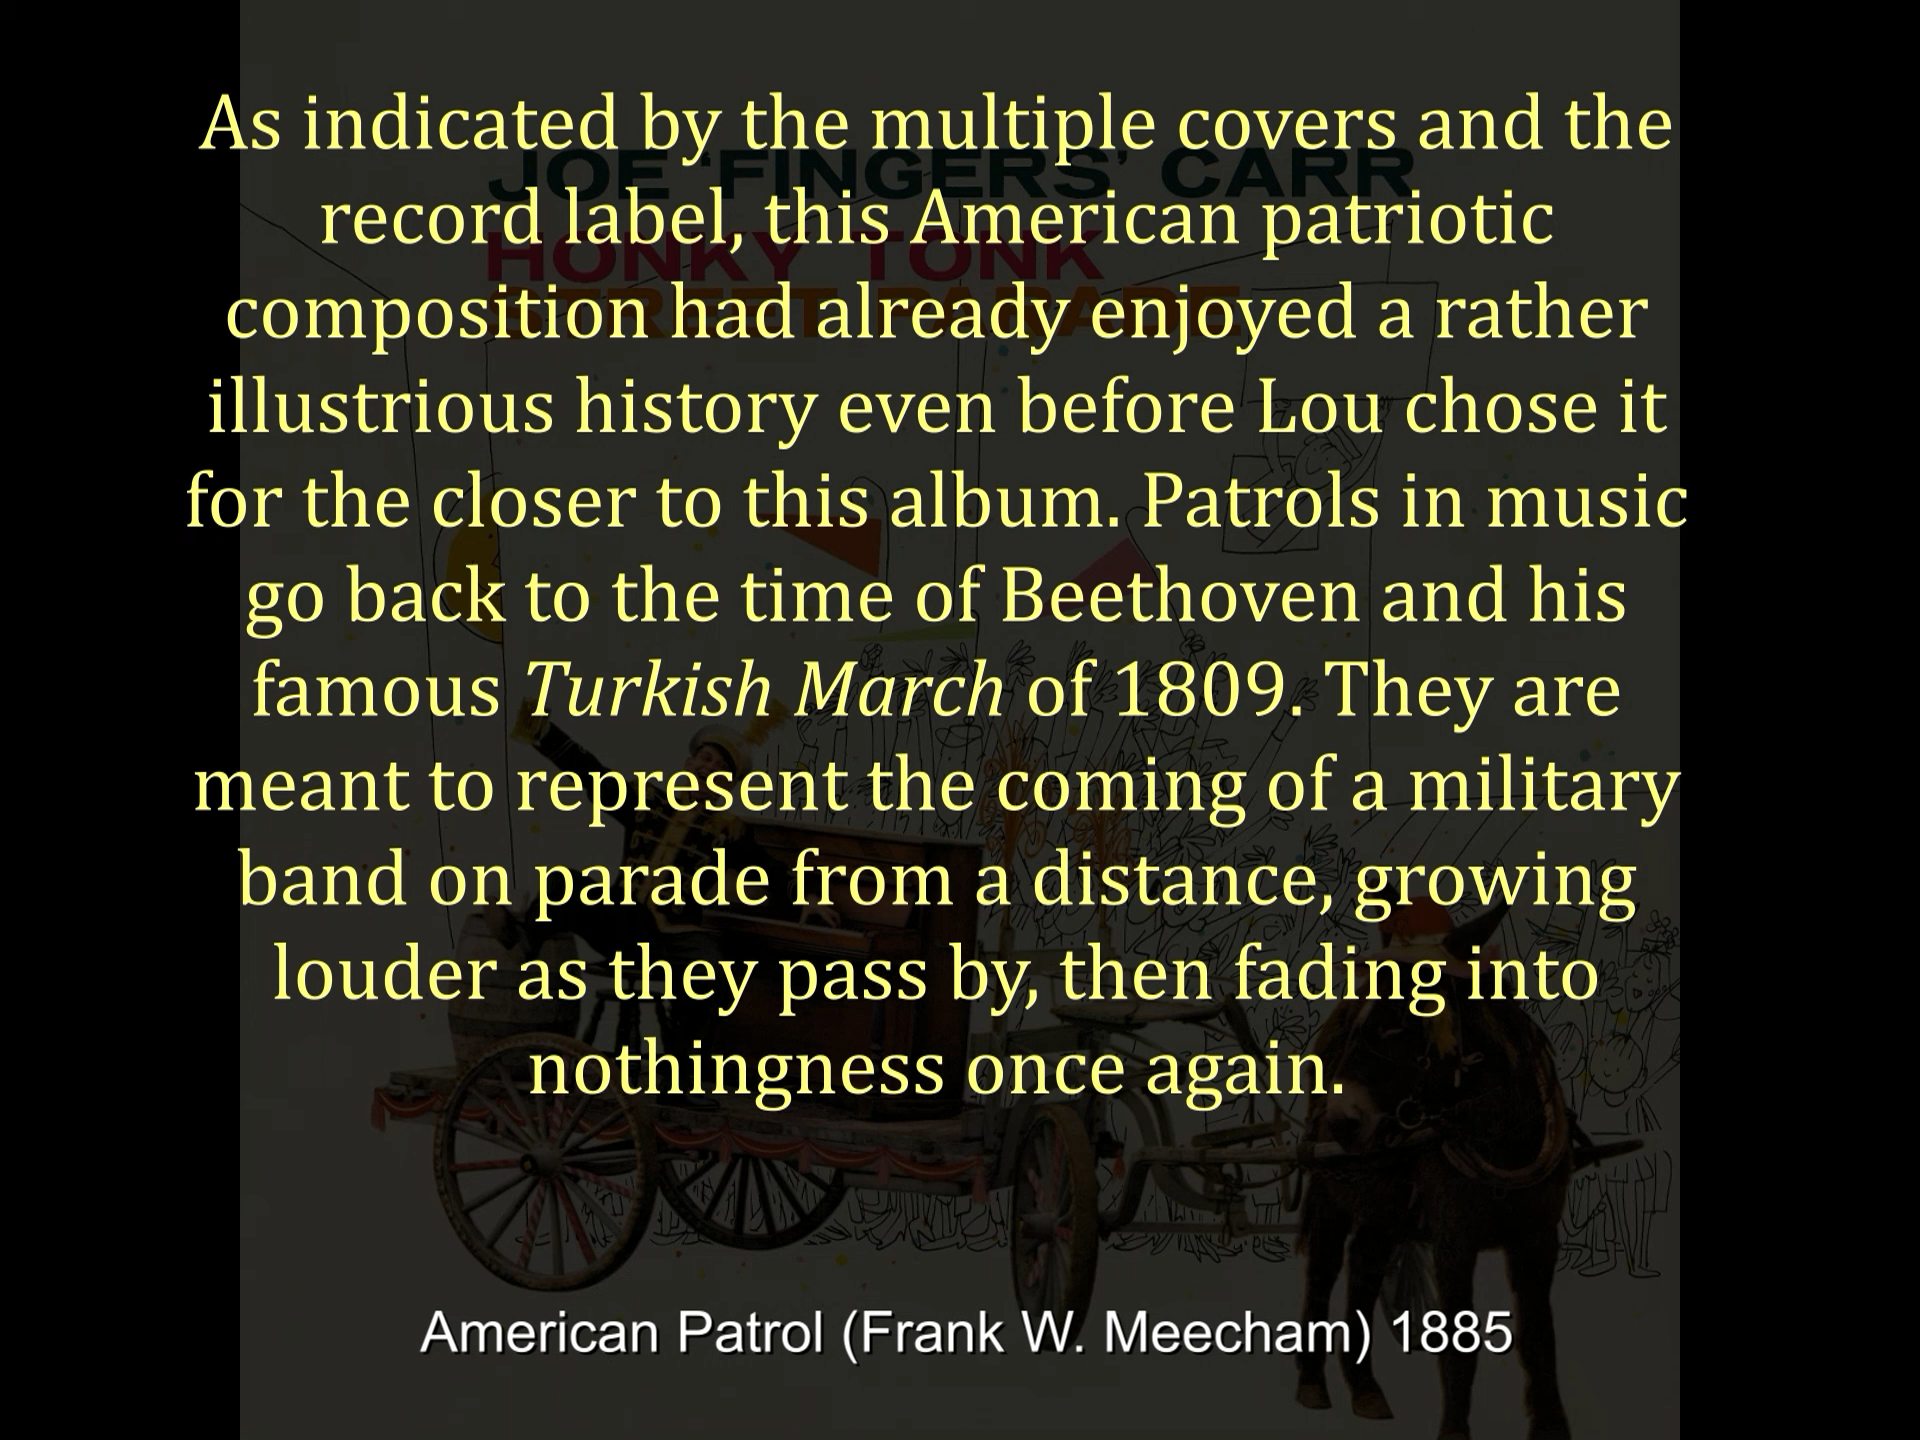 As indicated by the multiple covers and the
record label, this American patriotic
composition had already enjoyed a rather
illustrious history even before Lou chose it
for the closer to this album. Patrols in music
go back to the time of Beethoven and his
famous Turkish March of 1809. They are
meant to represent the coming of a military
band on parade from a distance, growing
louder as they pass by, then fading into
nothingness once again.
JOE 'FINGERS' CARR
HONKY TONK
STREET PARADE
American Patrol (Frank W. Meecham) 1885